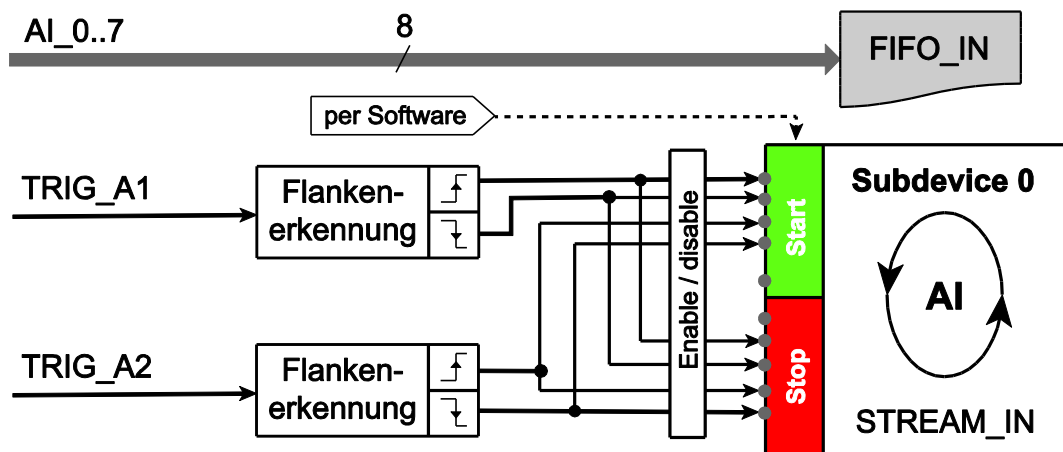 AI_0..7
8
FIFO_IN
per Software
TRIG_A1
Flanken-
erkennung
Enable / disable
Start
Subdevice 0
AI
TRIG_A2
Flanken-
erkennung
Stop
STREAM_IN